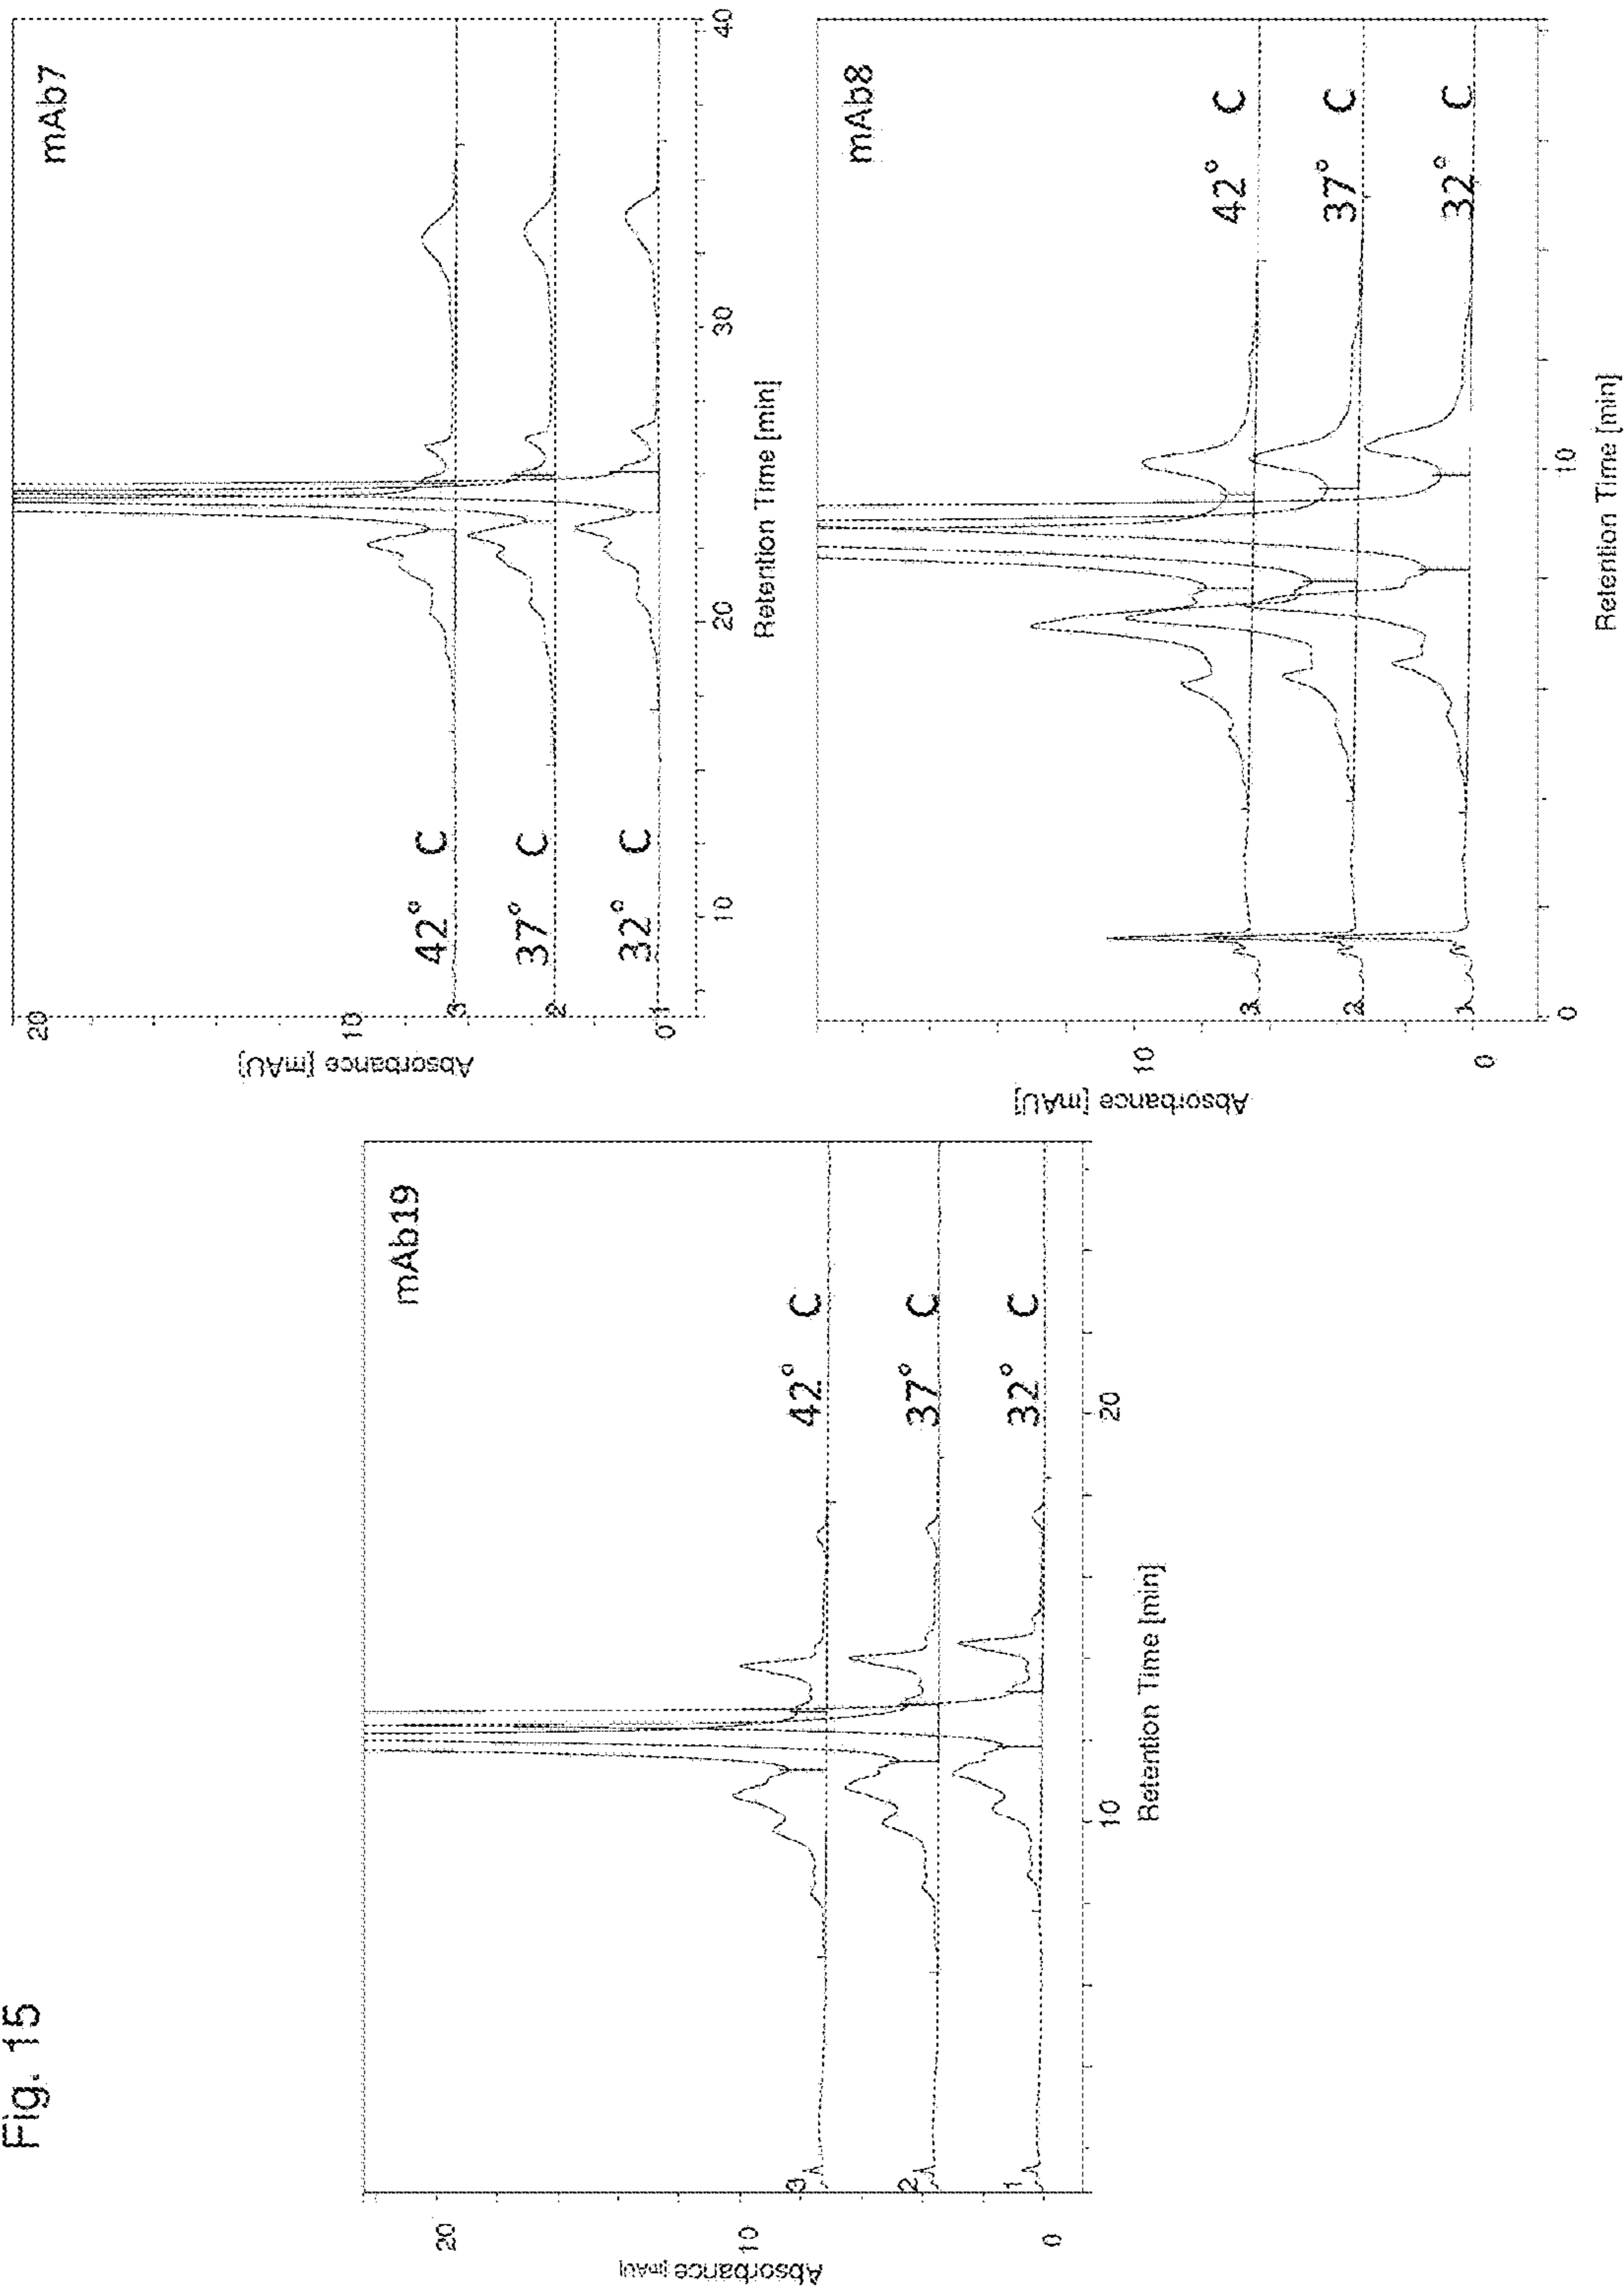 Fig. 15
mAb19
42° C
37° C
32° C
3
2
1
20
10
0
Absorbance [mAU]
10
20
Retention Time [min]
mAb7
42° C
37° C
32° C
3
2
20
10
0
Absorbance [mAU]
10
20
30
40
Retention Time [min]
mAb8
42° C
37° C
32° C
3
2
1
10
0
Absorbance [mAU]
0
10
Retention Time [min]